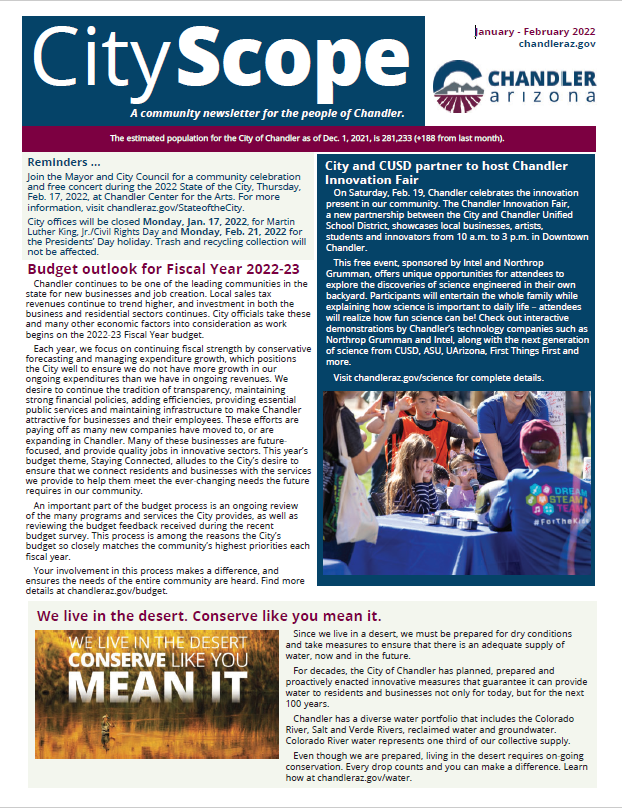 CityScope
A community newsletter for the people of Chandler.
January - February 2022
chandleraz.gov
CHANDLER
arizona
The estimated population for the City of Chandler as of Dec. 1, 2021, is 281,233 (+188 from last month).
Reminders ...
Join the Mayor and City Council for a community celebration
and free concert during the 2022 State of the City, Thursday,
Feb. 17, 2022, at Chandler Center for the Arts. For more
information, visit chandleraz.gov/StateoftheCity.
City offices will be closed Monday, Jan. 17, 2022, for Martin
Luther King, Jr./Civil Rights Day and Monday, Feb. 21, 2022 for
the Presidents’ Day holiday. Trash and recycling collection will
not be affected.
Budget outlook for Fiscal Year 2022-23
Chandler continues to be one of the leading communities in the
state for new businesses and job creation. Local sales tax
revenues continue to trend higher, and investment in both the
business and residential sectors continues. City officials take these
and many other economic factors into consideration as work
begins on the 2022-23 Fiscal Year budget.
Each year, we focus on continuing fiscal strength by conservative
forecasting and managing expenditure growth, which positions
the City well to ensure we do not have more growth in our
ongoing expenditures than we have in ongoing revenues. We
desire to continue the tradition of transparency, maintaining
strong financial policies, adding efficiencies, providing essential
public services and maintaining infrastructure to make Chandler
attractive for businesses and their employees. These efforts are
paying off as many new companies have moved to, or are
expanding in Chandler. Many of these businesses are future-
focused, and provide quality jobs in innovative sectors. This year’s
budget theme, Staying Connected, alludes to the City’s desire to
ensure that we connect residents and businesses with the services
we provide to help them meet the ever-changing needs the future
requires in our community.
An important part of the budget process is an ongoing review
of the many programs and services the City provides, as well as
reviewing the budget feedback received during the recent
budget survey. This process is among the reasons the City’s
budget so closely matches the community’s highest priorities each
fiscal year.
Your involvement in this process makes a difference, and
ensures the needs of the entire community are heard. Find more
details at chandleraz.gov/budget.
City and CUSD partner to host Chandler
Innovation Fair
On Saturday, Feb. 19, Chandler celebrates the innovation
present in our community. The Chandler Innovation Fair,
a new partnership between the City and Chandler Unified
School District, showcases local businesses, artists,
students and innovators from 10 a.m. to 3 p.m. in Downtown
Chandler.
This free event, sponsored by Intel and Northrop
Grumman, offers unique opportunities for attendees to
explore the discoveries of science engineered in their own
backyard. Participants will entertain the whole family while
explaining how science is important to daily life – attendees
will realize how fun science can be! Check out interactive
demonstrations by Chandler’s technology companies such as
Northrop Grumman and Intel, along with the next generation
of science from CUSD, ASU, UArizona, First Things First and
more.
Visit chandleraz.gov/science for complete details.
DREAM
STEAM
TEAM
#ForTheKids
We live in the desert. Conserve like you mean it.
WE LIVE IN THE DESERT
CONSERVE LIKE YOU
MEAN IT
Since we live in a desert, we must be prepared for dry conditions
and take measures to ensure that there is an adequate supply of
water, now and in the future.
For decades, the City of Chandler has planned, prepared and
proactively enacted innovative measures that guarantee it can provide
water to residents and businesses not only for today, but for the next
100 years.
Chandler has a diverse water portfolio that includes the Colorado
River, Salt and Verde Rivers, reclaimed water and groundwater.
Colorado River water represents one third of our collective supply.
Even though we are prepared, living in the desert requires on-going
conservation. Every drop counts and you can make a difference. Learn
how at chandleraz.gov/water.